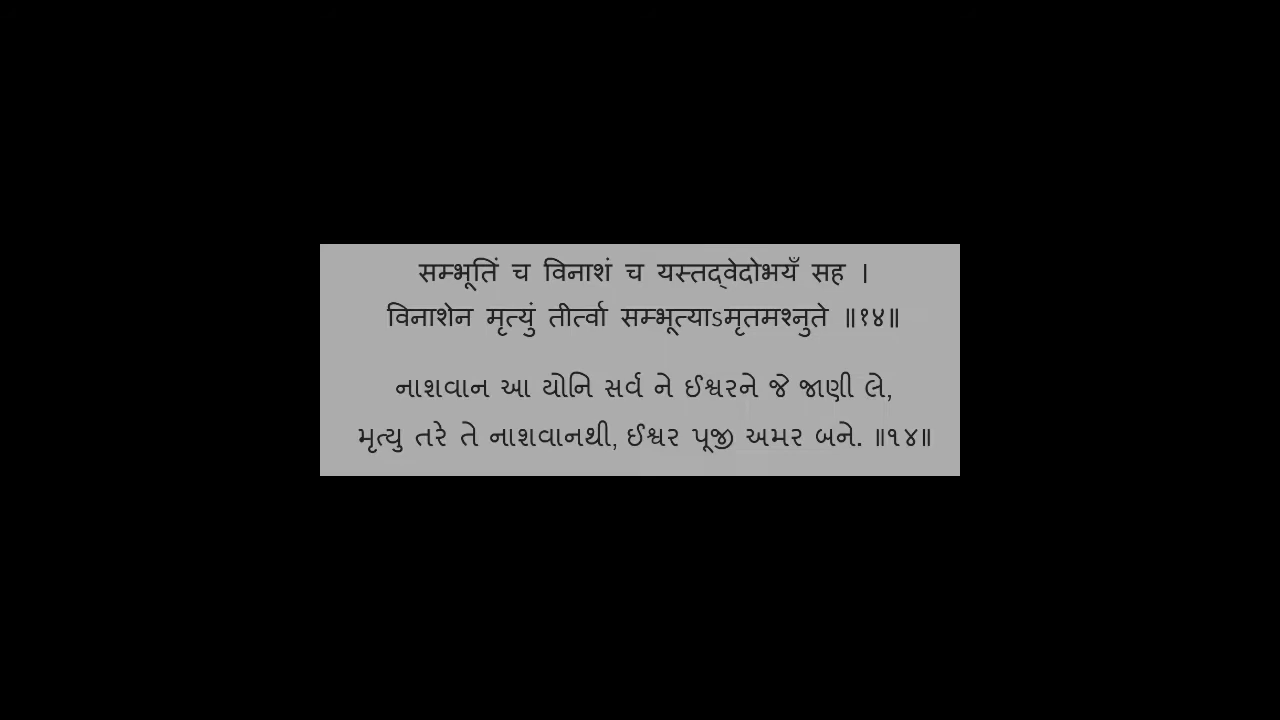 सम्भूतिं च विनाशं च यस्तद्वेदोभयँ सह ।
विनाशेन मृत्युं तीर्त्वा सम्भूत्याऽमृतमश्नुते ॥१४॥
નાશવાન આ યોનિ સર્વ ને ઈશ્વરને જે જાણી લે,
મૃત્યુ તરે તે નાશવાનથી, ઈશ્વર પૂજી અમર બને. ॥૧૪॥